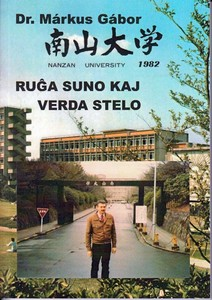 Dr. Márkus Gábor
南山大学
NANZAN UNIVERSITY 1982
RUĜA SUNO KAJ
VERDA STELO